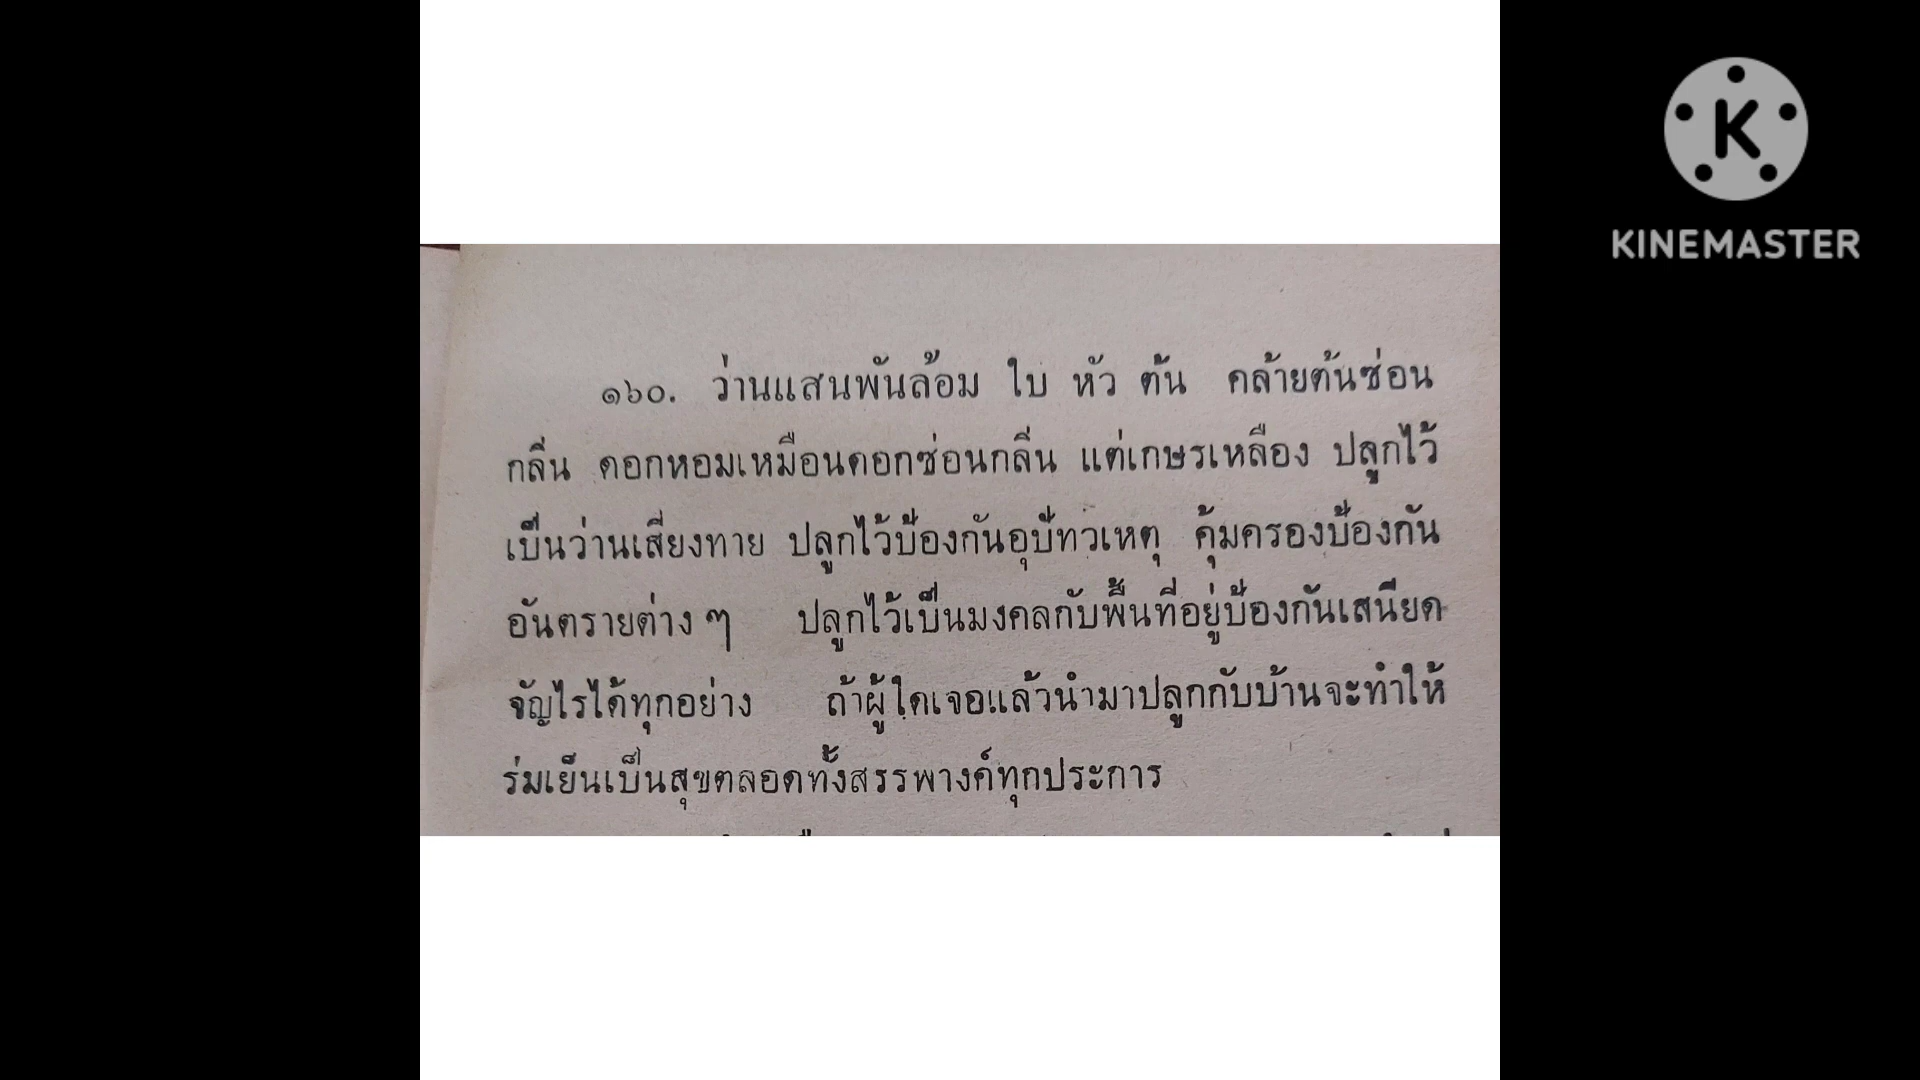 KINEMASTER
๑๖๐. ว่านแสนพันล้อม ใบ หัว ต้น คล้ายต้นซ่อน
กลิ่น ดอกหอมเหมือนดอกซ่อนกลิ่น แต่เกษรเหลือง ปลูกไว้
เป็นว่านเสี่ยงทาย ปลูกไว้ป้องกันอุบัทวเหตุ คุ้มครองป้องกัน
อันตรายต่าง ๆ ปลูกไว้เป็นมงคลกับพื้นที่อยู่ป้องกันเสนียด
จัญไรได้ทุกอย่าง ถ้าผู้ใดเจอแล้วนำมาปลูกกับบ้านจะทำให้
ร่มเย็นเป็นสุขตลอดทั้งสรรพางค์ทุกประการ